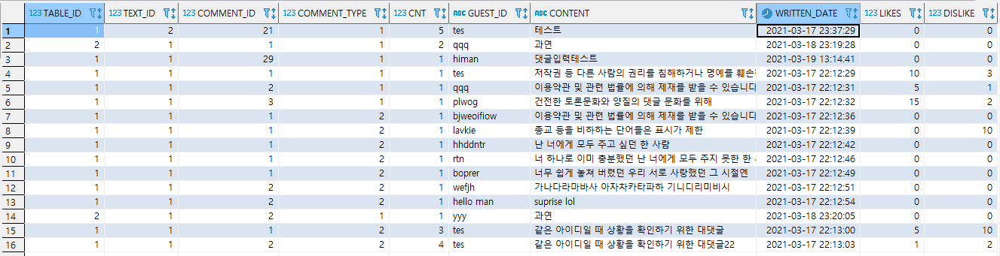 123 TABLE_ID 123 TEXT_ID 123 COMMENT_ID 123 COMMENT_TYPE 123 CNT ABC GUEST_ID ABC CONTENT WRITTEN_DATE 123 LIKES 123 DISLIKE
1 1 2 21 1 5 tes 테스트 2021-03-17 23:37:29 0 0
2 2 1 1 1 2 qqq 과연 2021-03-18 23:19:28 0 0
3 1 1 29 1 1 himan 댓글입력테스트 2021-03-19 13:14:41 0 0
4 1 1 1 1 1 tes 저작권 등 다른 사람의 권리를 침해하거나 명예를 훼손 2021-03-17 22:12:29 10 3
5 1 1 2 1 1 qqq 이용약관 및 관련 법률에 의해 제재를 받을 수 있습니다 2021-03-17 22:12:31 5 1
6 1 1 3 1 1 plwog 건전한 토론문화와 양질의 댓글 문화를 위해 2021-03-17 22:12:32 15 2
7 1 1 1 2 1 bjweoifiow 이용약관 및 관련 법률에 의해 제재를 받을 수 있습니다 2021-03-17 22:12:36 0 0
8 1 1 1 2 1 lavkie 종교 등을 비하하는 단어들은 표시가 제한 2021-03-17 22:12:39 0 10
9 1 1 1 2 1 hhddntr 난 너에게 모두 주고 싶던 한 사람 2021-03-17 22:12:42 0 0
10 1 1 1 2 1 rtn 너 하나로 이미 충분했던 난 너에게 모두 주지 못한 한 2021-03-17 22:12:46 0 0
11 1 1 1 2 1 boprer 너무 쉽게 놓쳐 버렸던 우리 서로 사랑했던 그 시절엔 2021-03-17 22:12:49 0 0
12 1 1 2 2 1 wefjh 가나다라마바사 아자차카타파하 기니디리미비시 2021-03-17 22:12:51 0 0
13 1 1 2 2 1 hello man suprise lol 2021-03-17 22:12:54 0 0
14 2 1 1 2 1 yyy 과연 2021-03-18 23:20:05 0 0
15 1 1 1 2 3 tes 같은 아이디일 때 상황을 확인하기 위한 대댓글 2021-03-17 22:13:00 5 10
16 1 1 2 2 4 tes 같은 아이디일 때 상황을 확인하기 위한 대댓글22 2021-03-17 22:13:03 1 2